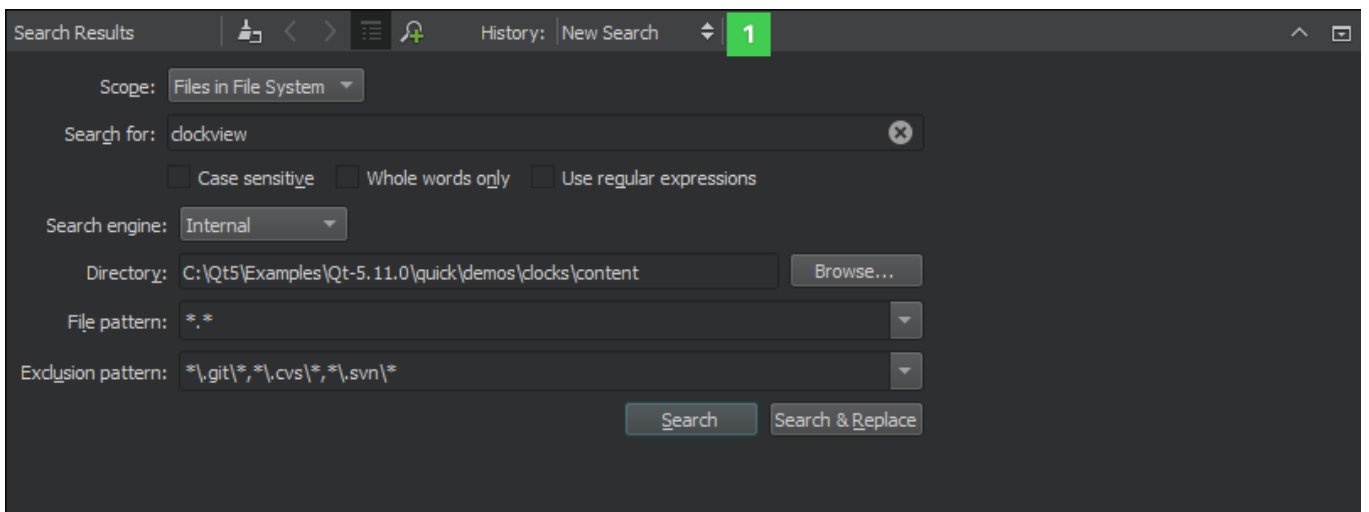 Search Results History: New Search 1
Scope: Files in File System
Search for: clockview
Case sensitive Whole words only Use regular expressions
Search engine: Internal
Directory: C:\Qt5\Examples\Qt-5.11.0\quick\demos\clocks\content Browse...
File pattern: *.*
Exclusion pattern: *\.git\*,*\.cvs\*,*\.svn\*
Search Search & Replace